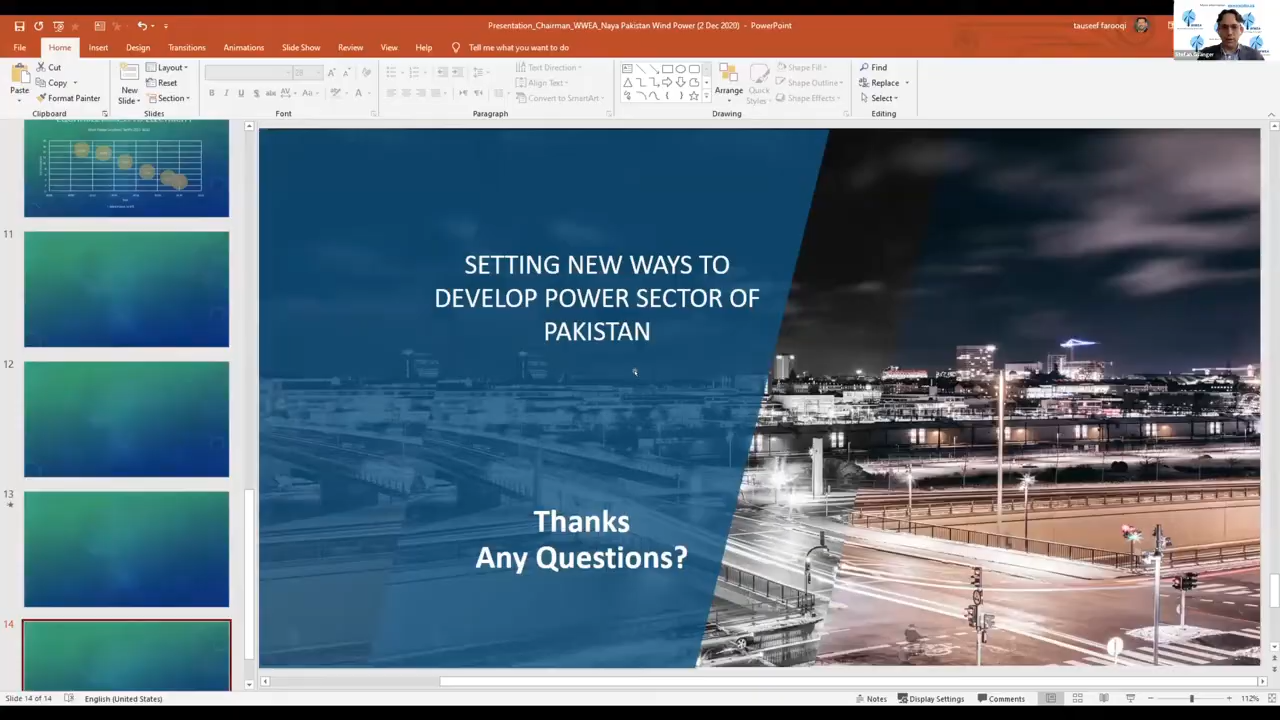 Presentation_Chairman_WWEA_Naya Pakistan Wind Power (2 Dec 2020) - PowerPoint
tauseef farooqi
File Home Insert Design Transitions Animations Slide Show Review View Help Tell me what you want to do
Paste
Cut
Copy
Format Painter
Clipboard
New
Slide
Layout
Reset
Section
Slides
B I U S ab AV Aa A
Font
Paragraph
Text Direction
Align Text
Convert to SmartArt
Arrange
Quick
Styles
Shape Fill
Shape Outline
Shape Effects
Drawing
Find
Replace
Select
Editing
11
12
13
14
SETTING NEW WAYS TO
DEVELOP POWER SECTOR OF
PAKISTAN
Thanks
Any Questions?
Slide 14 of 14 English (United States) Notes Display Settings Comments 112%